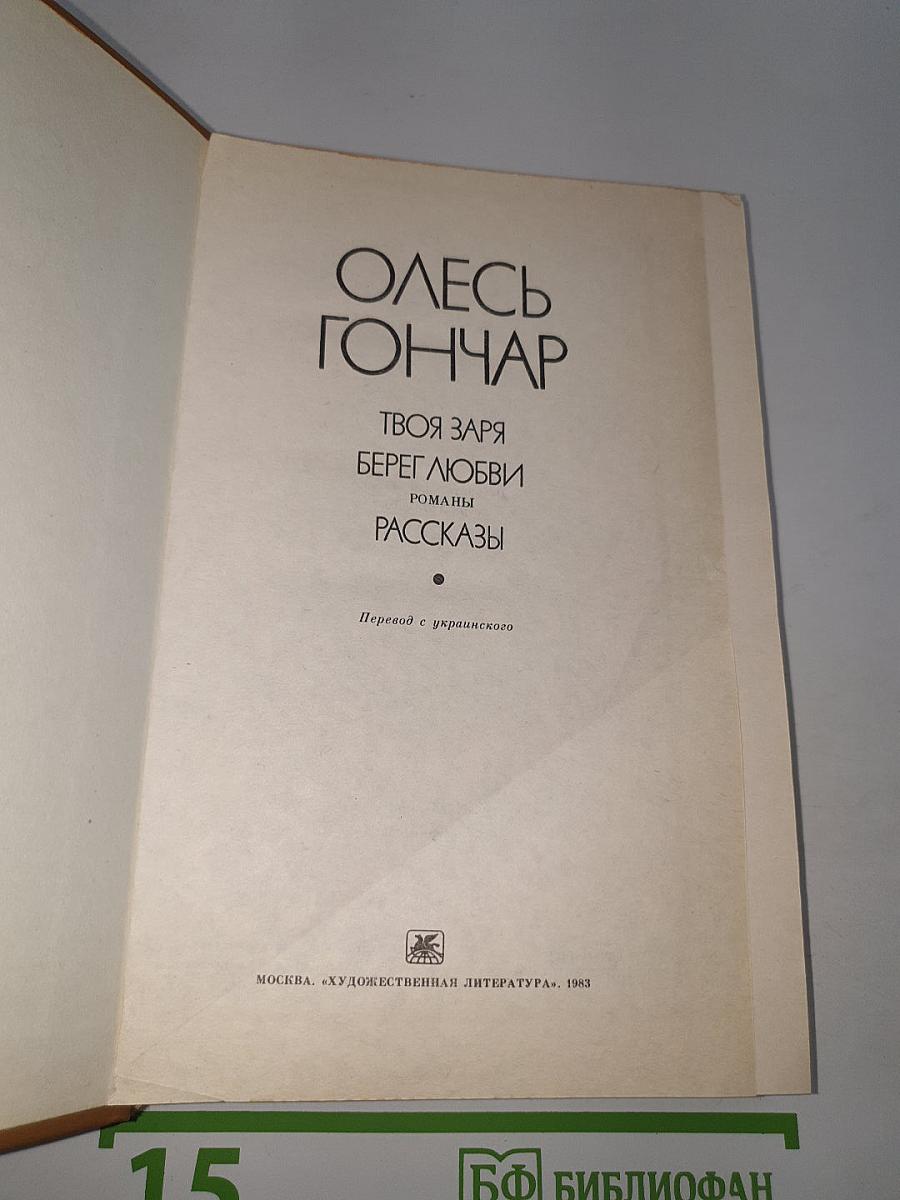 ОЛЕСЬ
ГОНЧАР
ТВОЯ ЗАРЯ
БЕРЕГ ЛЮБВИ
РОМАНЫ
РАССКАЗЫ
Перевод с украинского
МОСКВА. «ХУДОЖЕСТВЕННАЯ ЛИТЕРАТУРА». 1983
15
БФ БИБЛИОФАН